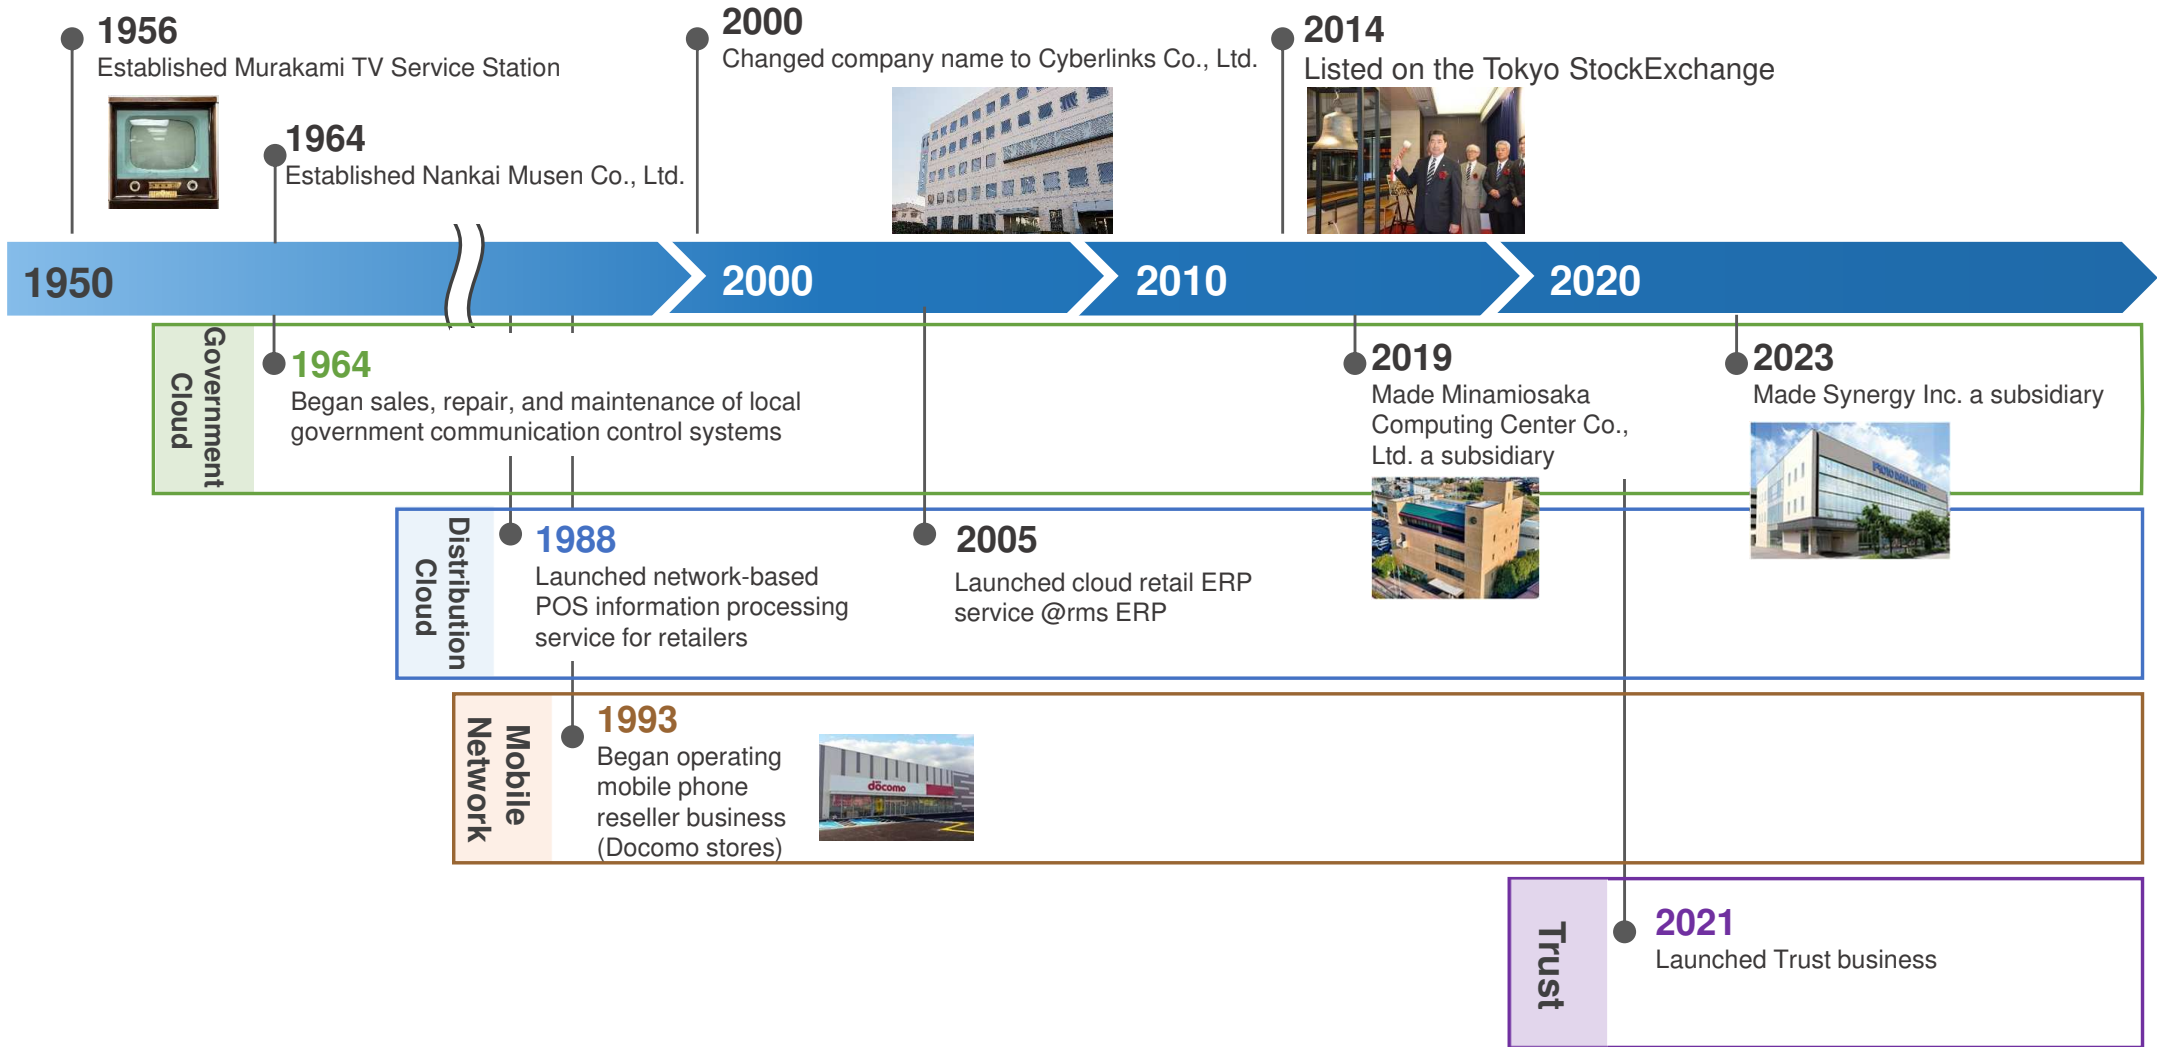 1956
Established Murakami TV Service Station
1964
Established Nankai Musen Co., Ltd.
2000
Changed company name to Cyberlinks Co., Ltd.
2014
Listed on the Tokyo StockExchange
1950
2000
2010
2020
Government
Cloud
1964
Began sales, repair, and maintenance of local
government communication control systems
2019
Made Minamiosaka
Computing Center Co.,
Ltd. a subsidiary
2023
Made Synergy Inc. a subsidiary
Distribution
Cloud
1988
Launched network-based
POS information processing
service for retailers
2005
Launched cloud retail ERP
service @rms ERP
Mobile
Network
1993
Began operating
mobile phone
reseller business
(Docomo stores)
döcomo
Trust
2021
Launched Trust business